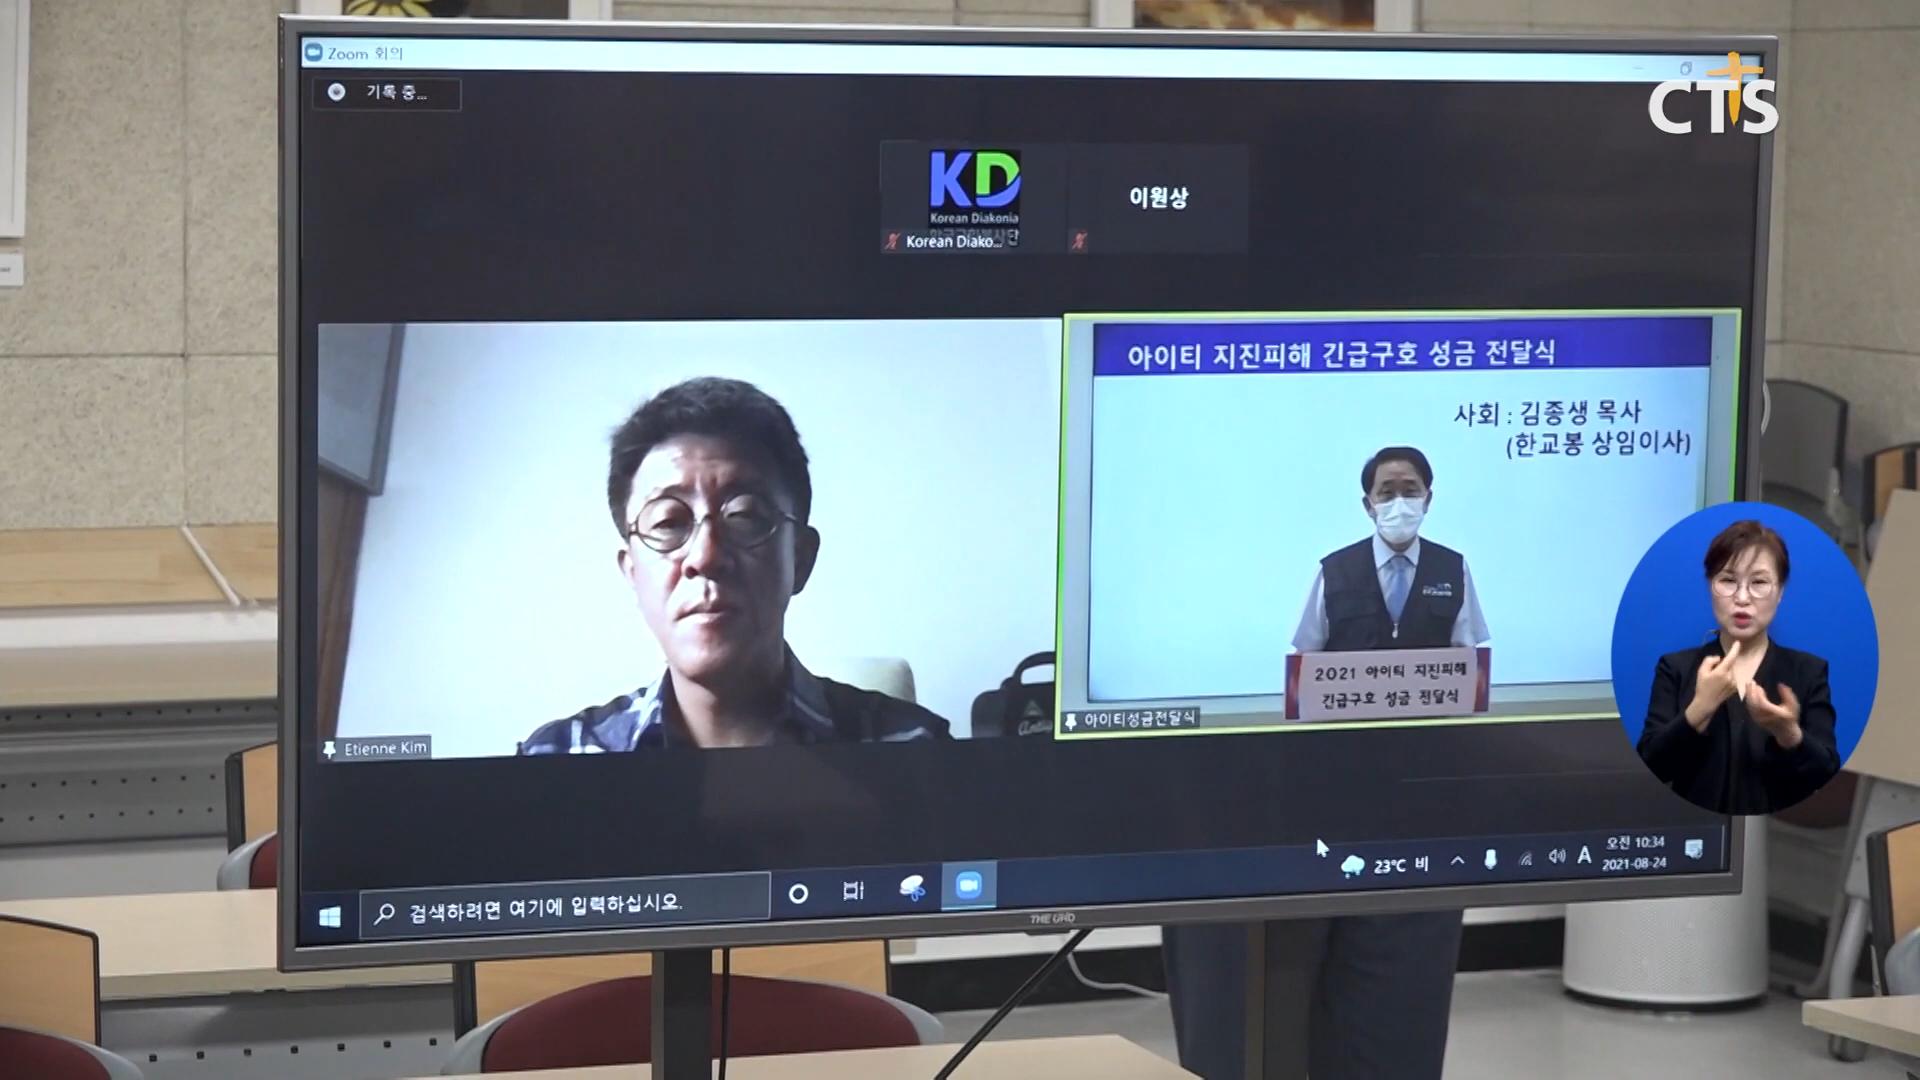 Zoom 회의
기록 중...
CTS
KD
Korean Diakonia
Korean Diako...
이원상
아이티 지진피해 긴급구호 성금 전달식
사회 : 김종생 목사
(한교봉 상임이사)
2021 아이티 지진피해
긴급구호 성금 전달식
아이티성금전달식
Etienne Kim
검색하려면 여기에 입력하십시오.
23°C 비
A
오전 10:34
2021-08-24
THE UHD